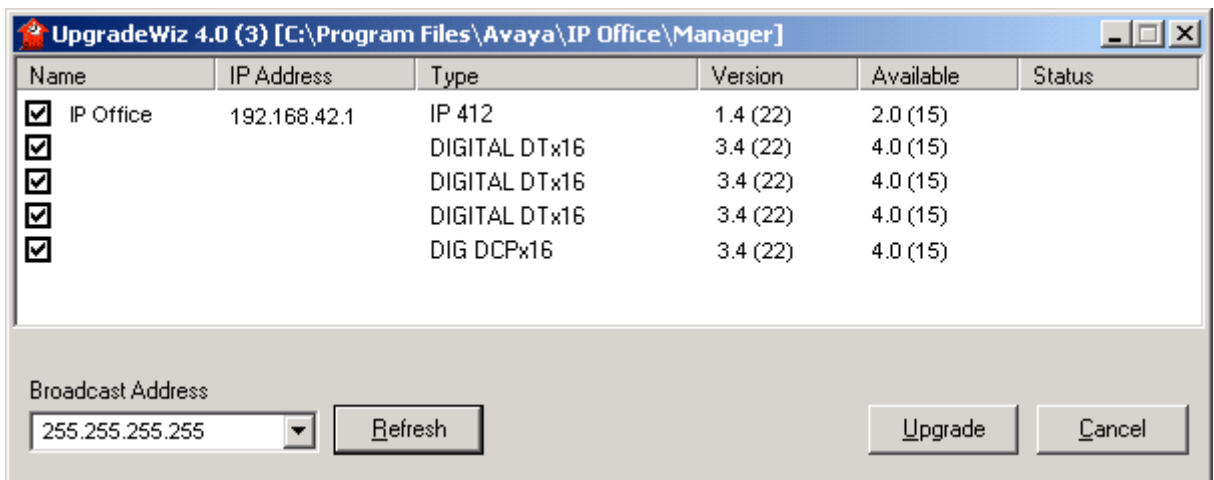 UpgradeWiz 4.0 (3) [C:\Program Files\Avaya\IP Office\Manager]
Name IP Address Type Version Available Status
IP Office 192.168.42.1 IP 412 1.4 (22) 2.0 (15)
DIGITAL DTx16 3.4 (22) 4.0 (15)
DIGITAL DTx16 3.4 (22) 4.0 (15)
DIGITAL DTx16 3.4 (22) 4.0 (15)
DIG DCPx16 3.4 (22) 4.0 (15)
Broadcast Address
255.255.255.255 Refresh Upgrade Cancel